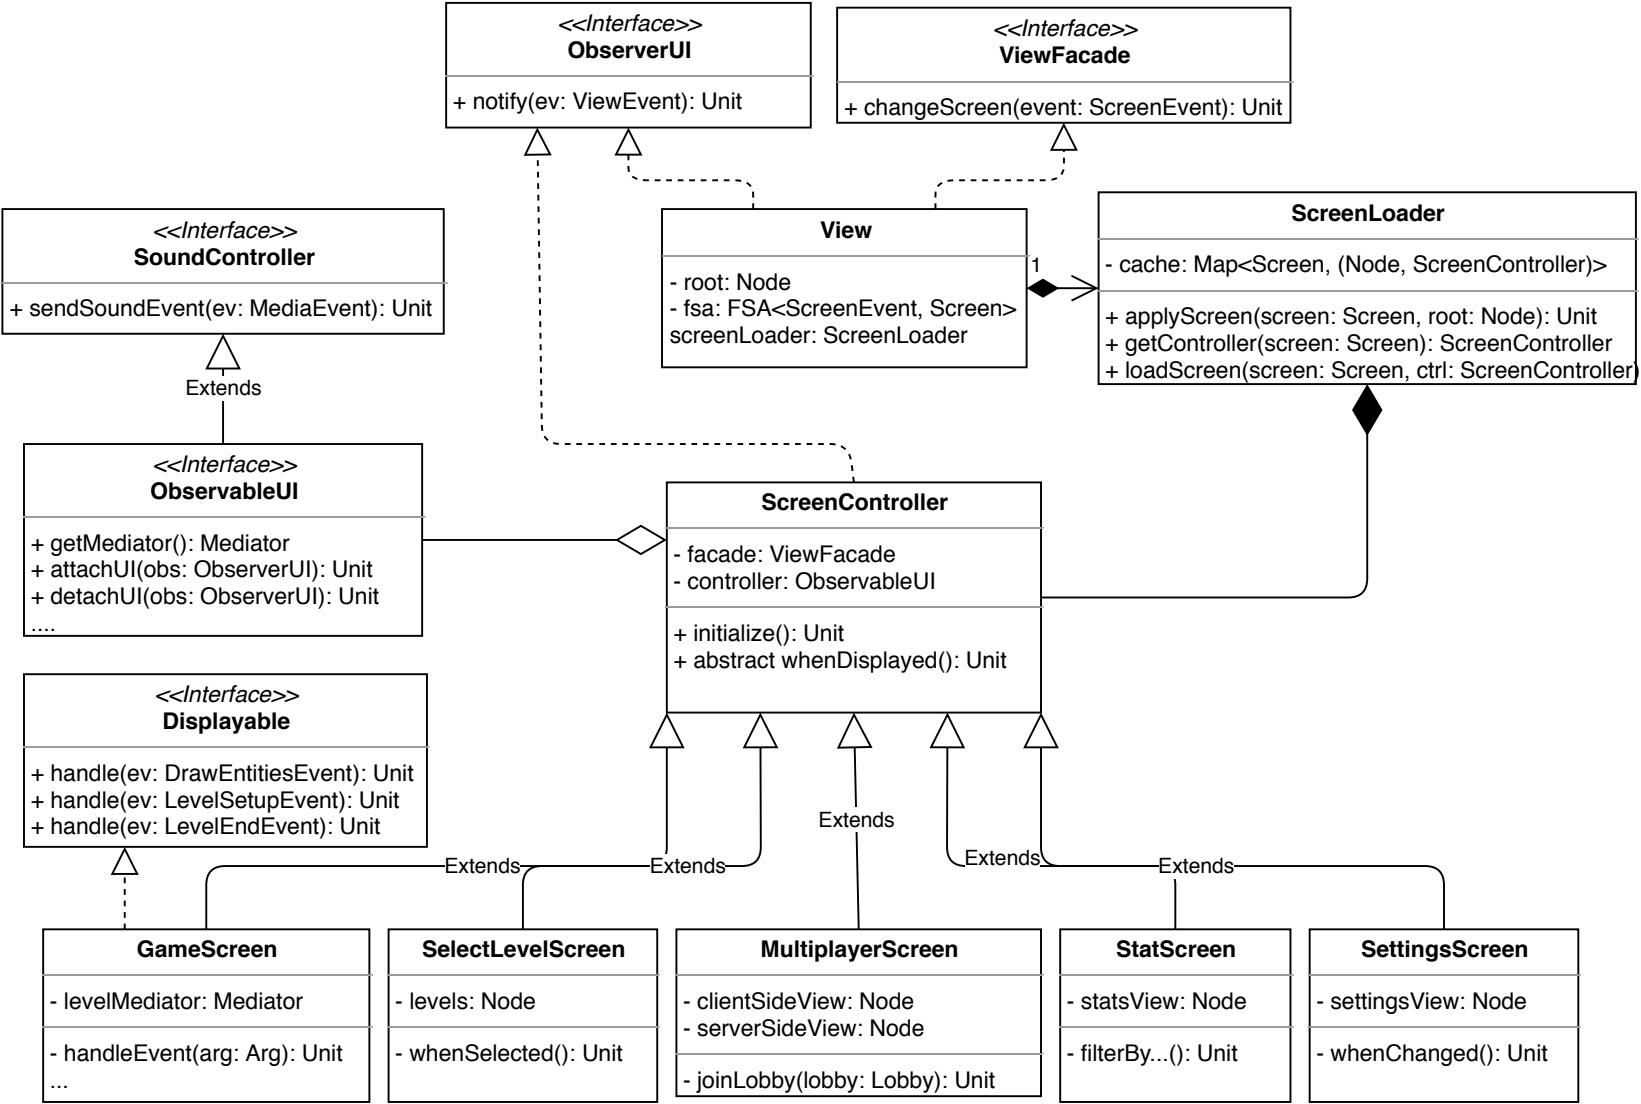 <<Interface>>
ObserverUI
+ notify(ev: ViewEvent): Unit
<<Interface>>
ViewFacade
+ changeScreen(event: ScreenEvent): Unit
<<Interface>>
SoundController
+ sendSoundEvent(ev: MediaEvent): Unit
View
- root: Node
- fsa: FSA<ScreenEvent, Screen>
screenLoader: ScreenLoader
1
ScreenLoader
- cache: Map<Screen, (Node, ScreenController)>
+ applyScreen(screen: Screen, root: Node): Unit
+ getController(screen: Screen): ScreenController
+ loadScreen(screen: Screen, ctrl: ScreenController)
Extends
<<Interface>>
ObservableUI
+ getMediator(): Mediator
+ attachUI(obs: ObserverUI): Unit
+ detachUI(obs: ObserverUI): Unit
....
ScreenController
- facade: ViewFacade
- controller: ObservableUI
+ initialize(): Unit
+ abstract whenDisplayed(): Unit
<<Interface>>
Displayable
+ handle(ev: DrawEntitiesEvent): Unit
+ handle(ev: LevelSetupEvent): Unit
+ handle(ev: LevelEndEvent): Unit
Extends
Extends
Extends
Extends
Extends
GameScreen
- levelMediator: Mediator
- handleEvent(arg: Arg): Unit
...
SelectLevelScreen
- levels: Node
- whenSelected(): Unit
MultiplayerScreen
- clientSideView: Node
- serverSideView: Node
- joinLobby(lobby: Lobby): Unit
StatScreen
- statsView: Node
- filterBy...(): Unit
SettingsScreen
- settingsView: Node
- whenChanged(): Unit